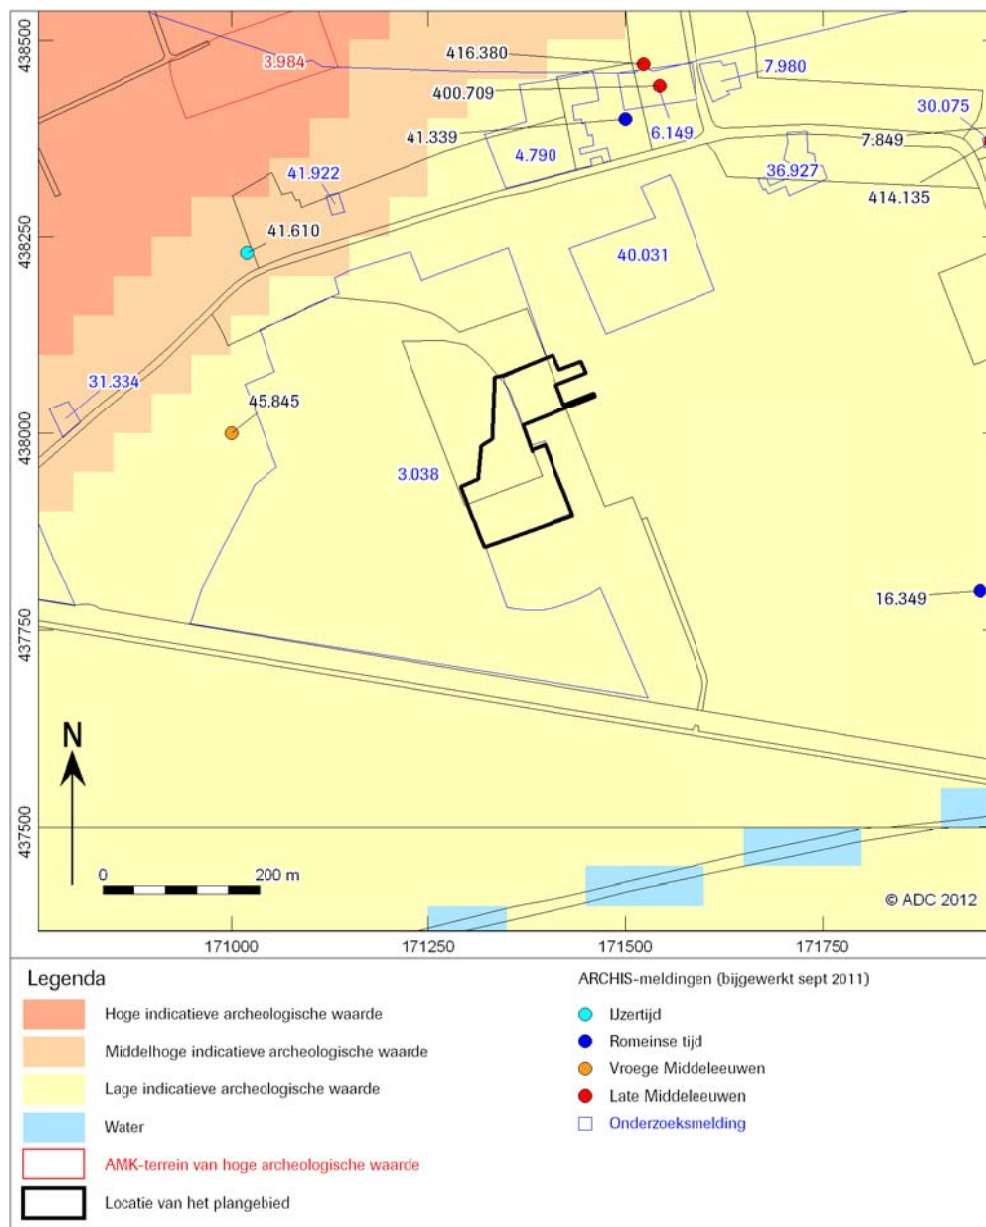 438500
3.984
416.380
7.980
400.709
30.075
41.339
6.149
7.849
4.790
36.927
41.922
414.135
438250
41.610
40.031
31.334
45.845
438000
3.038
16.349
437750
N
437500
0 200 m
© ADC 2012
171000 171250 171500 171750
Legenda
Hoge indicatieve archeologische waarde
Middelhoge indicatieve archeologische waarde
Lage indicatieve archeologische waarde
Water
AMK-terrein van hoge archeologische waarde
Locatie van het plangebied
ARCHIS-meldingen (bijgewerkt sept 2011)
IJzertijd
Romeinse tijd
Vroege Middeleeuwen
Late Middeleeuwen
Onderzoeksmelding